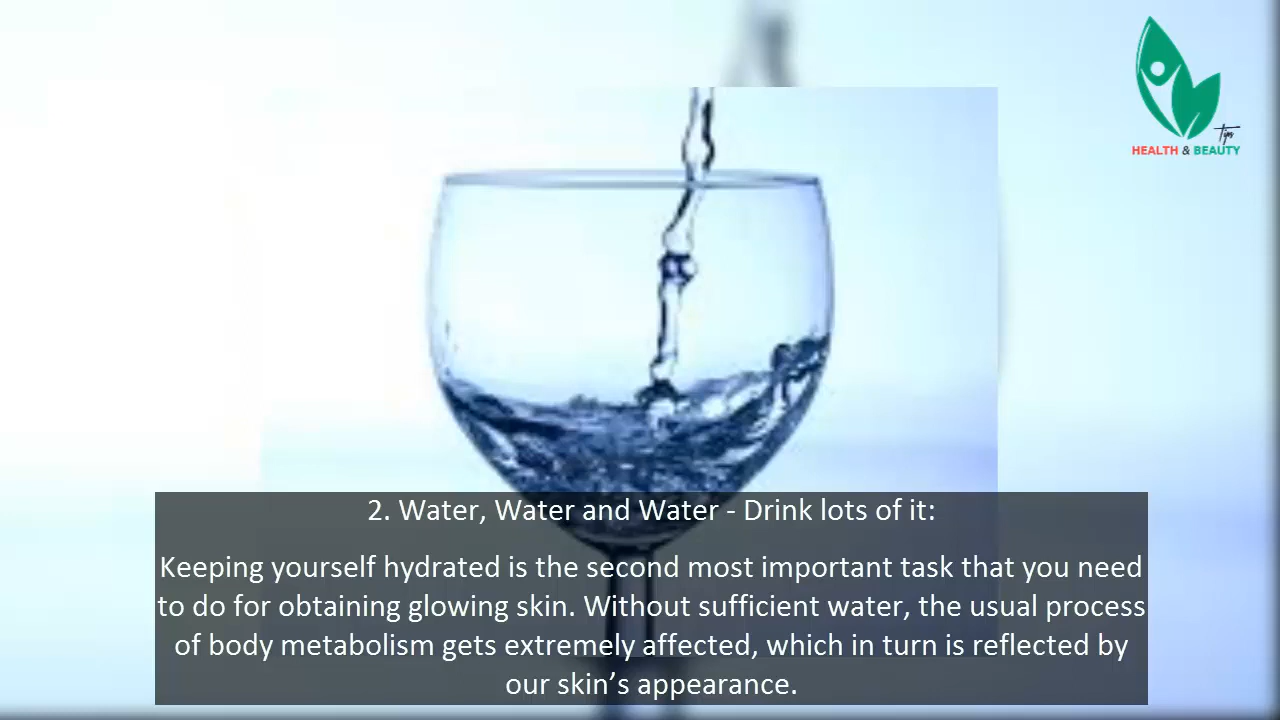 Tips
HEALTH & BEAUTY
2. Water, Water and Water - Drink lots of it:
Keeping yourself hydrated is the second most important task that you need
to do for obtaining glowing skin. Without sufficient water, the usual process
of body metabolism gets extremely affected, which in turn is reflected by
our skin’s appearance.